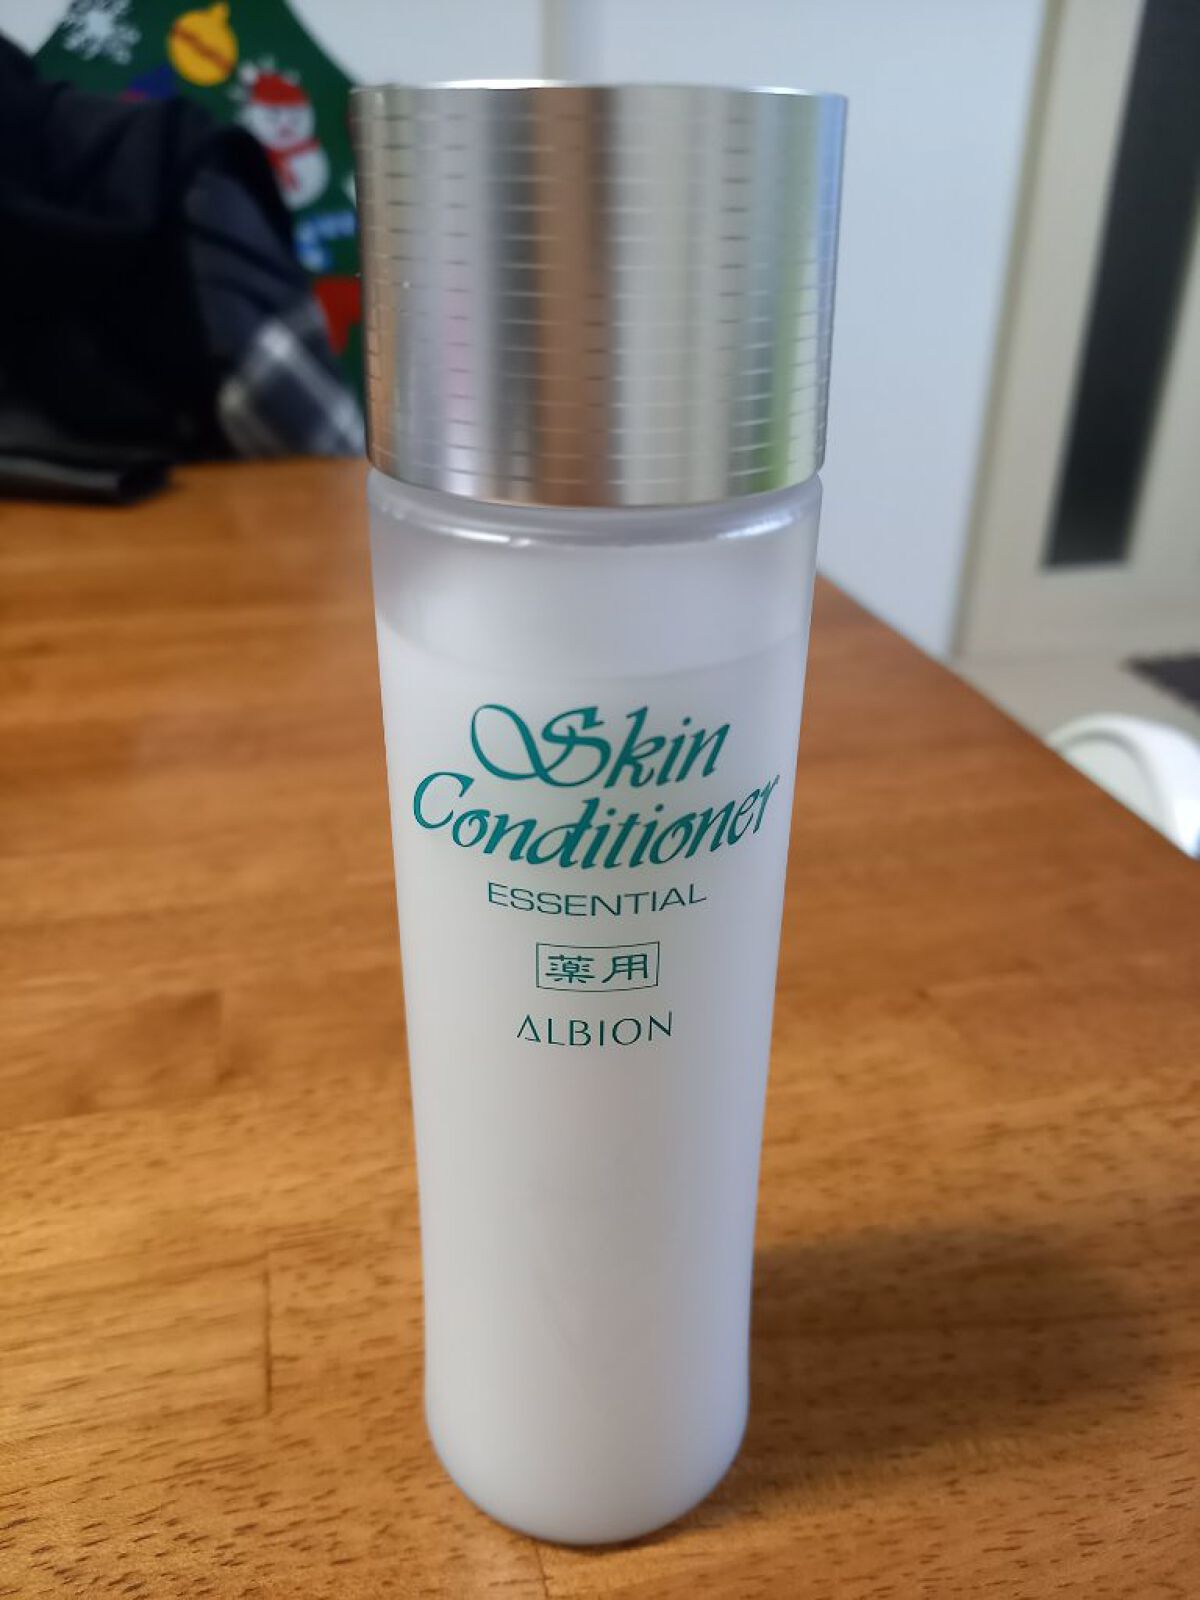 Skin
Conditioner
ESSENTIAL
薬用
ALBION